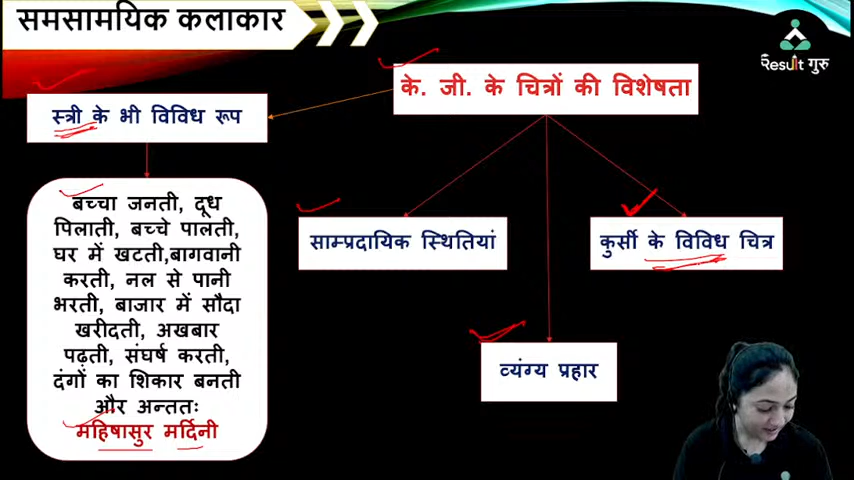 समसामयिक कलाकार
Result गुरु
के. जी. के चित्रों की विशेषता
स्त्री के भी विविध रूप
बच्चा जनती, दूध
पिलाती, बच्चे पालती,
घर में खटती,बागवानी
करती, नल से पानी
भरती, बाजार में सौदा
खरीदती, अखबार
पढ़ती, संघर्ष करती,
दंगों का शिकार बनती
और अन्ततः
महिषासुर मर्दिनी
साम्प्रदायिक स्थितियां
कुर्सी के विविध चित्र
व्यंग्य प्रहार